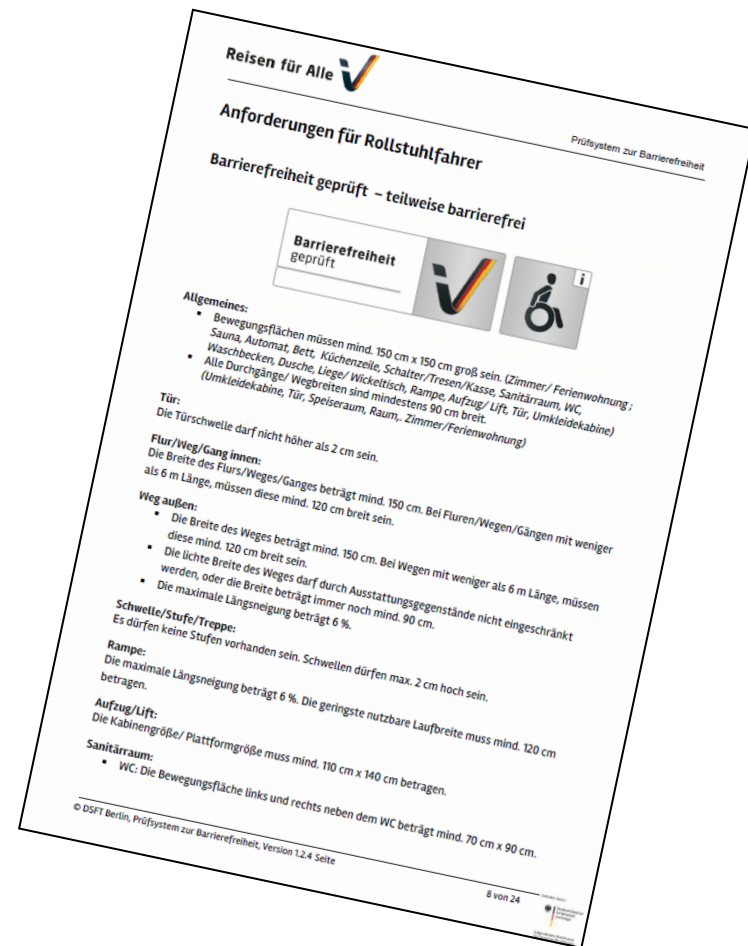 Reisen für Alle
Prüfsystem zur Barrierefreiheit
Anforderungen für Rollstuhlfahrer
Barrierefreiheit geprüft – teilweise barrierefrei
Barrierefreiheit
geprüft
i
Allgemeines:
▪ Bewegungsflächen müssen mind. 150 cm x 150 cm groß sein. (Zimmer/ Ferienwohnung ;
Sauna, Automat, Bett, Küchenzeile, Schalter/Tresen/Kasse, Sanitärraum, WC,
Waschbecken, Dusche, Liege/ Wickeltisch, Rampe, Aufzug/ Lift, Tür, Umkleidekabine)
▪ Alle Durchgänge/ Wegbreiten sind mindestens 90 cm breit.
(Umkleidekabine, Tür, Speiseraum, Raum,. Zimmer/Ferienwohnung)
Tür:
Die Türschwelle darf nicht höher als 2 cm sein.
Flur/Weg/Gang innen:
Die Breite des Flurs/Weges/Ganges beträgt mind. 150 cm. Bei Fluren/Wegen/Gängen mit weniger
als 6 m Länge, müssen diese mind. 120 cm breit sein.
Weg außen:
▪ Die Breite des Weges beträgt mind. 150 cm. Bei Wegen mit weniger als 6 m Länge, müssen
diese mind. 120 cm breit sein.
▪ Die lichte Breite des Weges darf durch Ausstattungsgegenstände nicht eingeschränkt
werden, oder die Breite beträgt immer noch mind. 90 cm.
▪ Die maximale Längsneigung beträgt 6 %.
Schwelle/Stufe/Treppe:
Es dürfen keine Stufen vorhanden sein. Schwellen dürfen max. 2 cm hoch sein.
Rampe:
Die maximale Längsneigung beträgt 6 %. Die geringste nutzbare Laufbreite muss mind. 120 cm
betragen.
Aufzug/Lift:
Die Kabinengröße/ Plattformgröße muss mind. 110 cm x 140 cm betragen.
Sanitärraum:
▪ WC: Die Bewegungsfläche links und rechts neben dem WC beträgt mind. 70 cm x 90 cm.
© DSFT Berlin, Prüfsystem zur Barrierefreiheit, Version 1.2.4 Seite
8 von 24